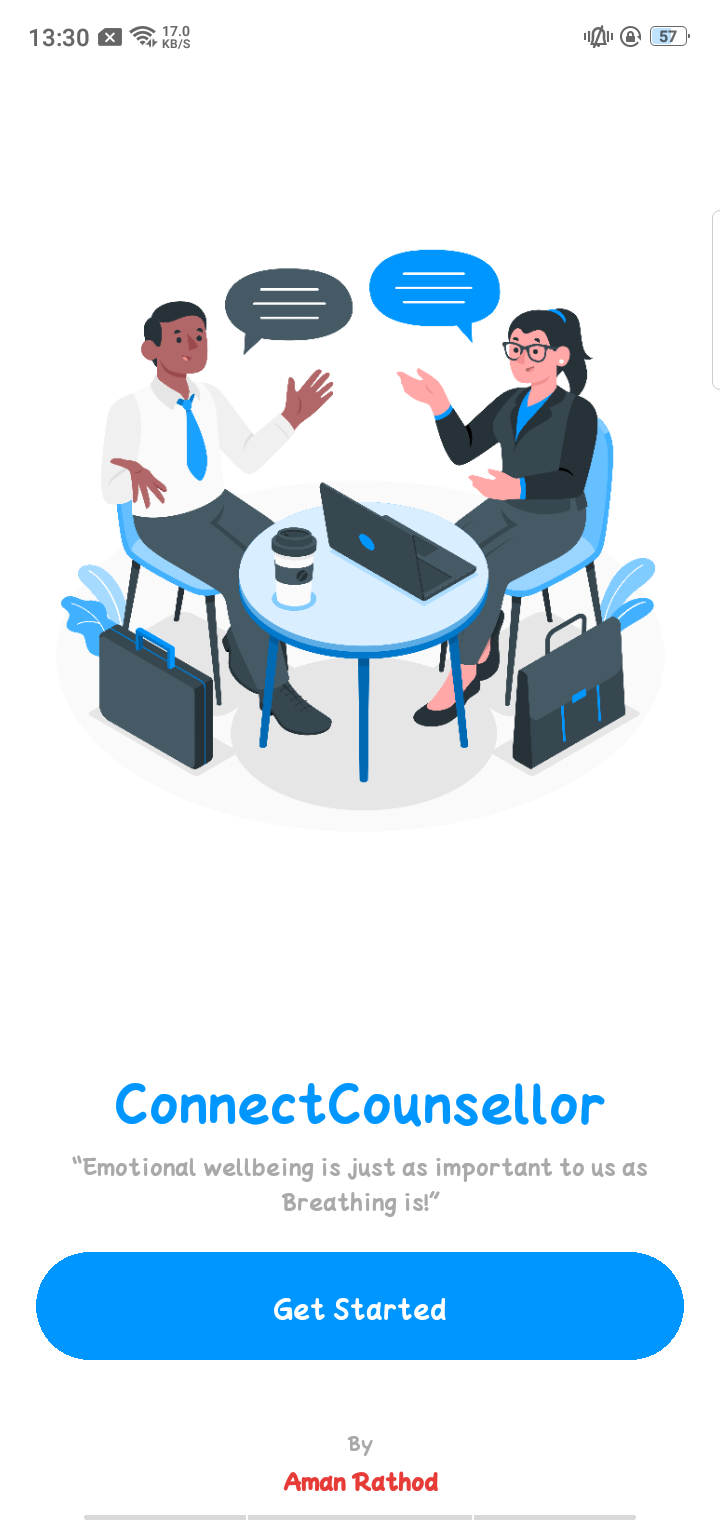 13:30 17.0 KB/S 57
ConnectCounsellor
“Emotional wellbeing is just as important to us as
Breathing is!”
Get Started
By
Aman Rathod